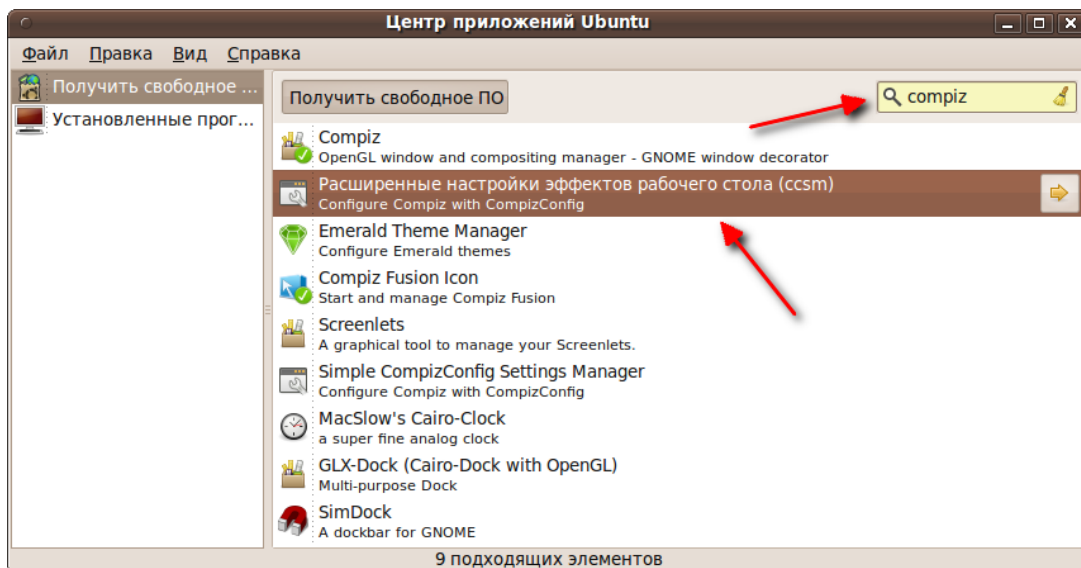 Центр приложений Ubuntu
Файл Правка Вид Справка
Получить свободное ...
Установленные прог...
Получить свободное ПО
compiz
Compiz
OpenGL window and compositing manager - GNOME window decorator
Расширенные настройки эффектов рабочего стола (ccsm)
Configure Compiz with CompizConfig
Emerald Theme Manager
Configure Emerald themes
Compiz Fusion Icon
Start and manage Compiz Fusion
Screenlets
A graphical tool to manage your Screenlets.
Simple CompizConfig Settings Manager
Configure Compiz with CompizConfig
MacSlow's Cairo-Clock
a super fine analog clock
GLX-Dock (Cairo-Dock with OpenGL)
Multi-purpose Dock
SimDock
A dockbar for GNOME
9 подходящих элементов